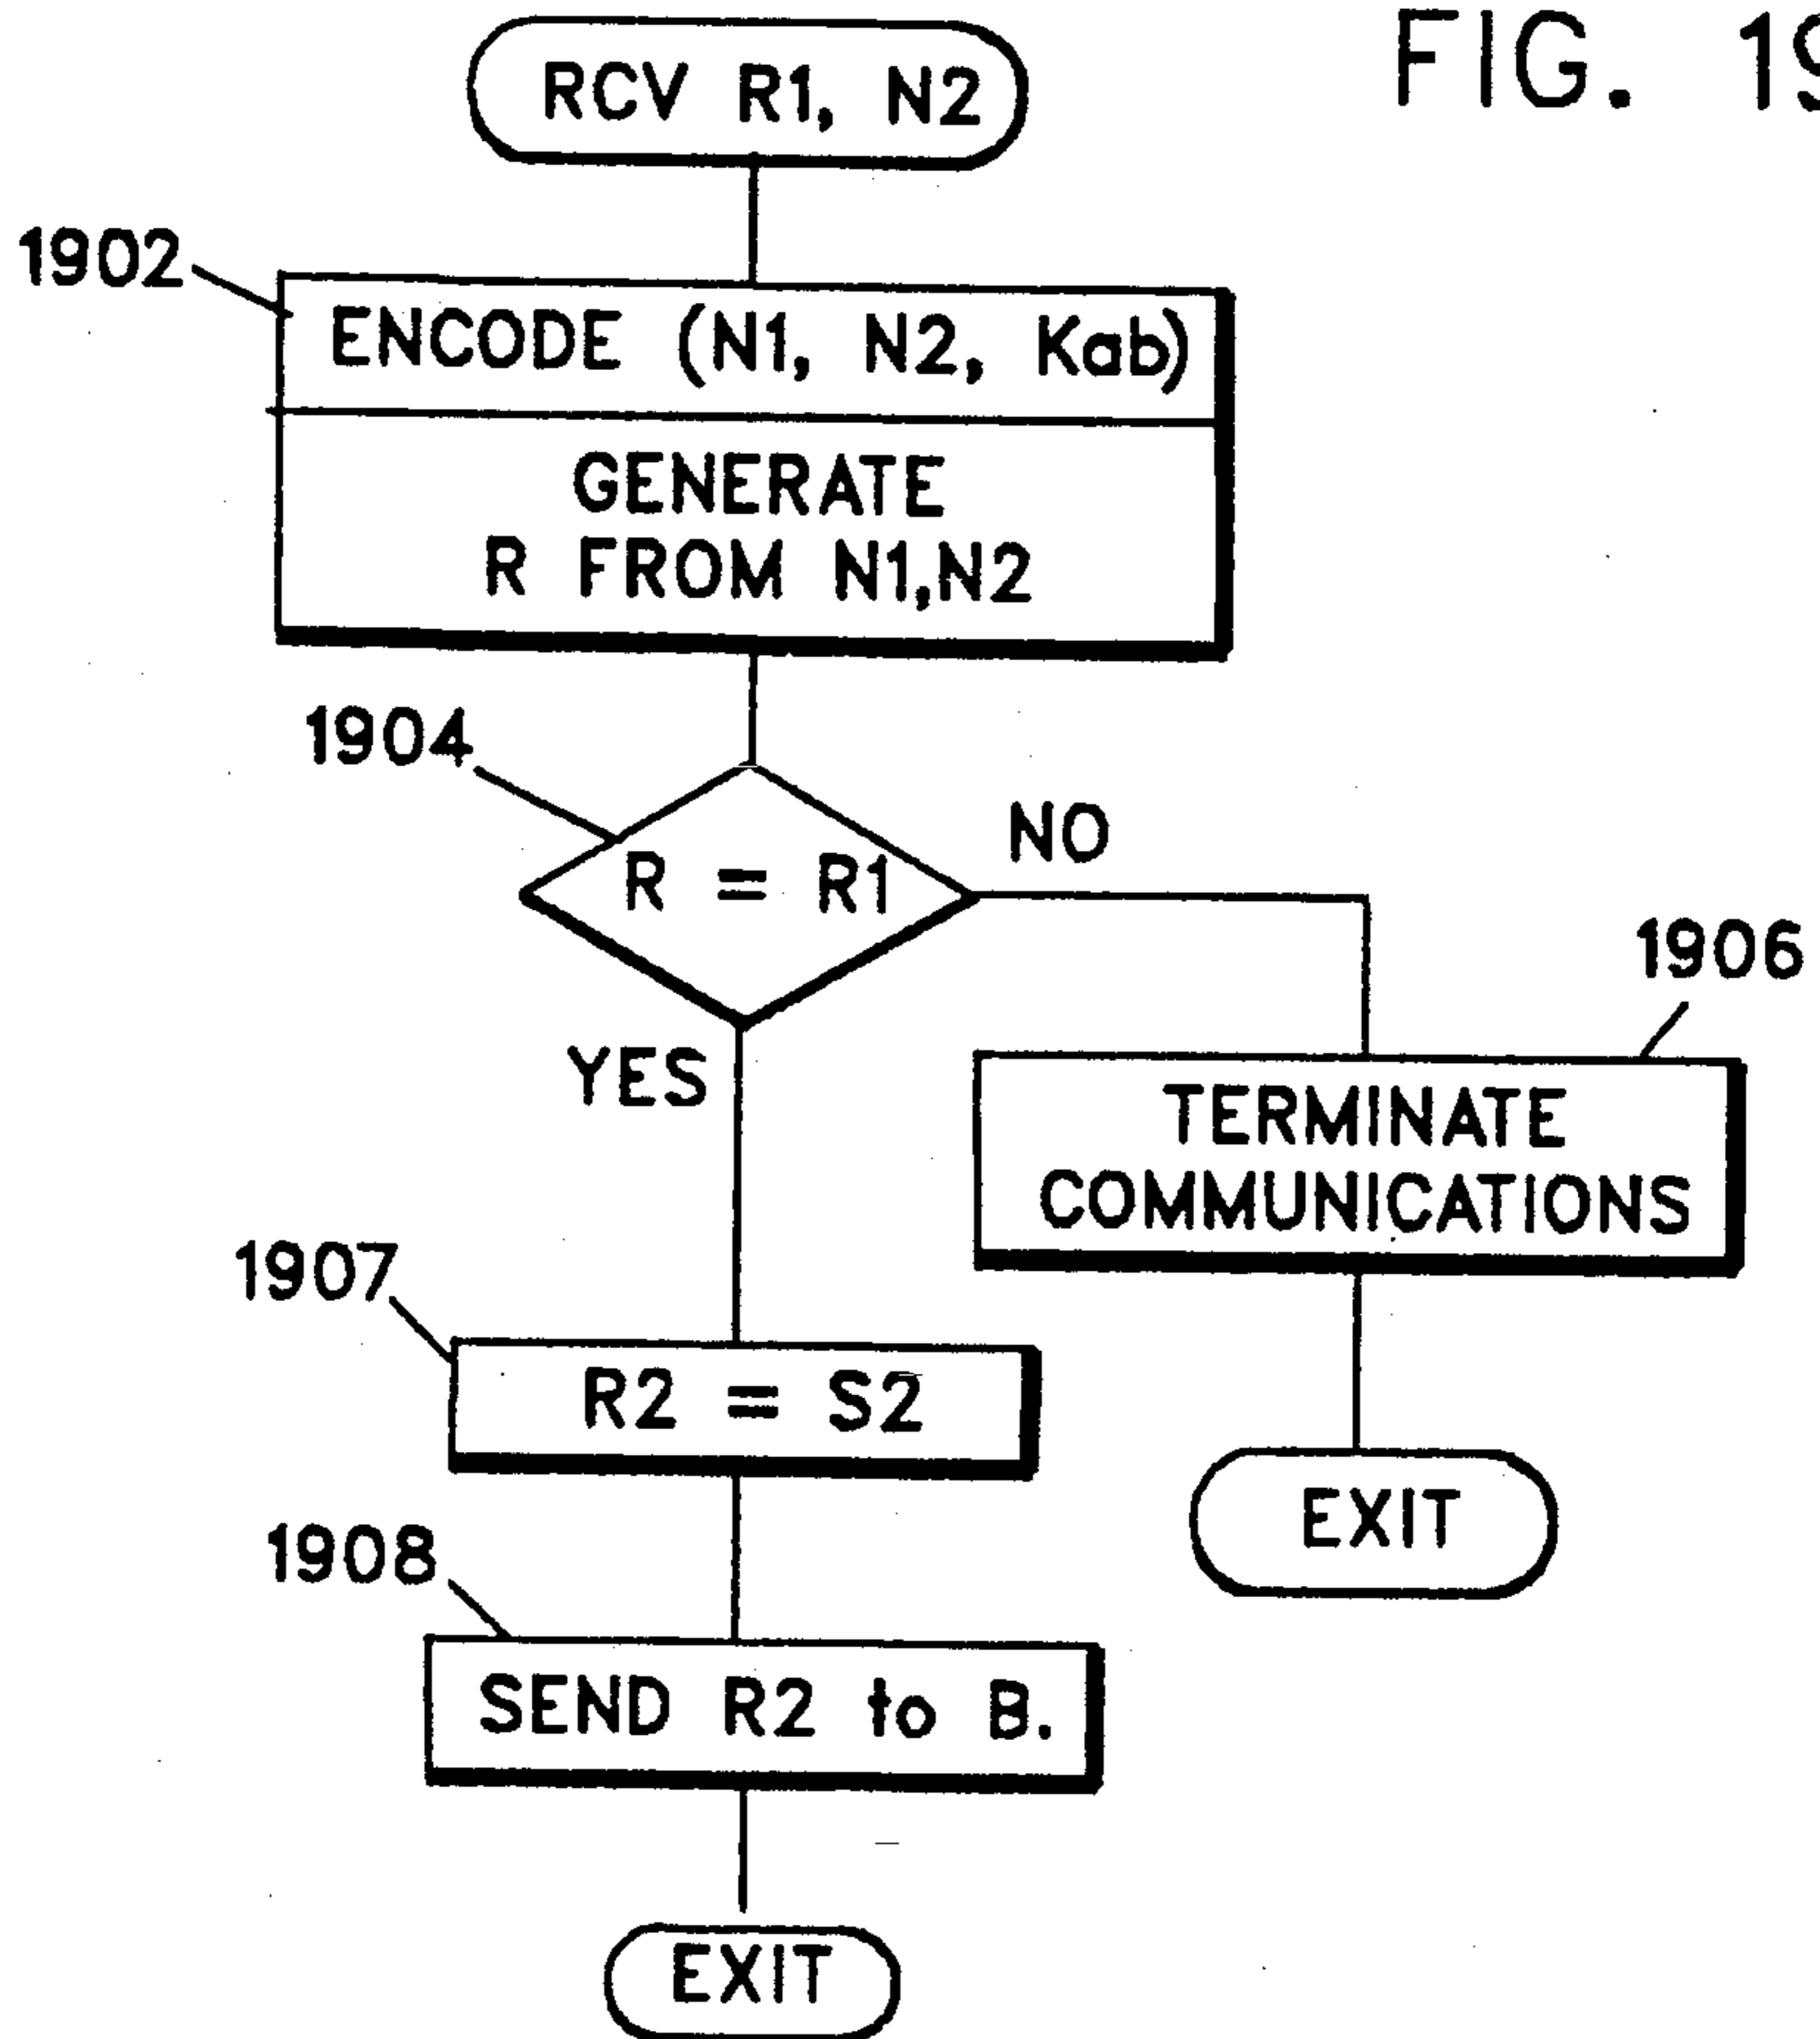 FIG. 19
RCV R1, N2
1902
ENCODE (N1, N2, Kab)
GENERATE
R FROM N1,N2
1904
R = R1
NO
YES
1906
TERMINATE
COMMUNICATIONS
1907
R2 = S2
EXIT
1908
SEND R2 to B.
EXIT